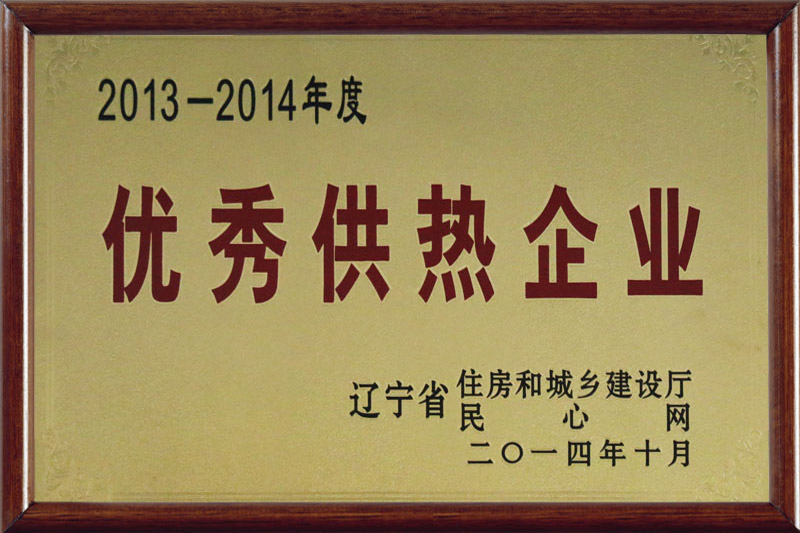 2013－2014年度
优秀供热企业
辽宁省 住房和城乡建设厅
民心网
二〇一四年十月